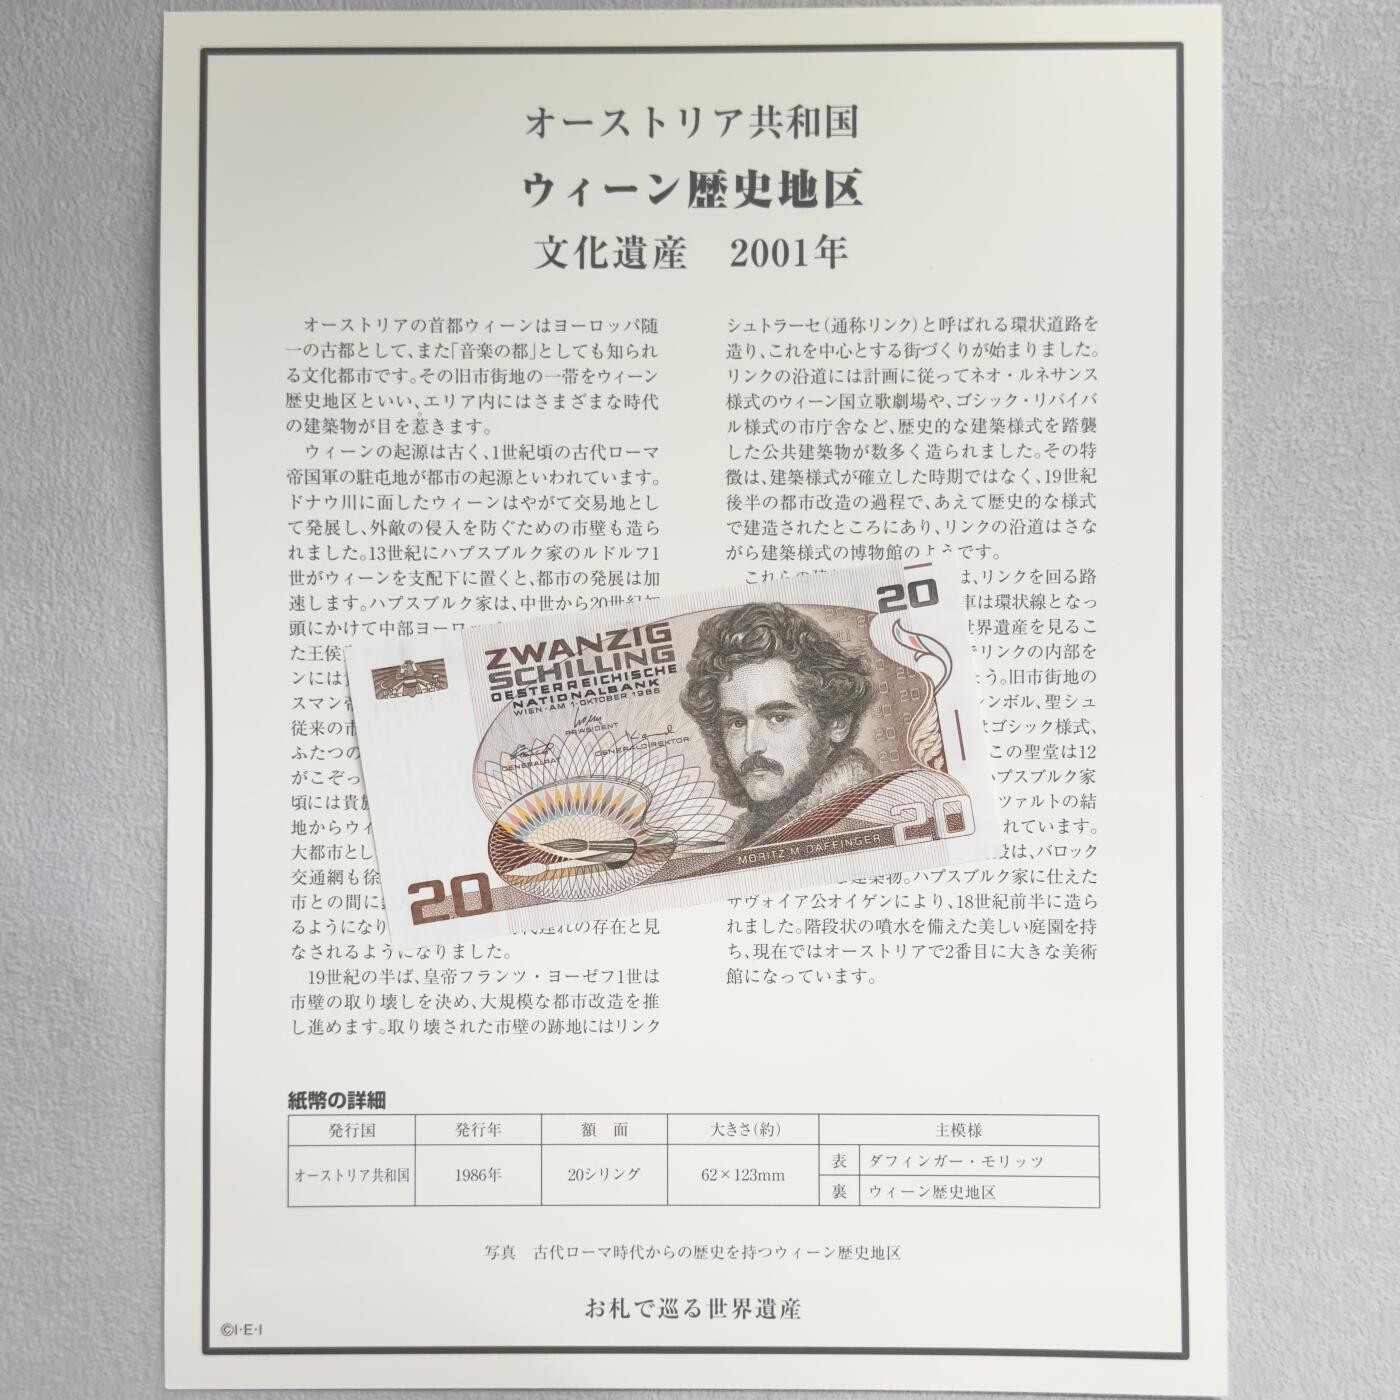 オーストリア共和国
ウィーン歴史地区
文化遺産　2001年
オーストリアの首都ウィーンはヨーロッパ随
一の古都として、また「音楽の都」としても知られ
る文化都市です。その旧市街地の一帯をウィーン
歴史地区といい、エリア内にはさまざまな時代
の建築物が目を惹きます。
ウィーンの起源は古く、1世紀頃の古代ローマ
帝国軍の駐屯地が都市の起源といわれています。
ドナウ川に面したウィーンはやがて交易地とし
て発展し、外敵の侵入を防ぐための市壁も造ら
れました。13世紀にハプスブルク家のルドルフ1
世がウィーンを支配下に置くと、都市の発展は加
速します。ハプスブルク家は、中世から20世紀初
頭にかけて中部ヨーロッ
た王侯
ンには
スマン
従来の市
ふたつの
がこぞっ
頃には貴族
地からウィ
大都市とし
交通網も徐
市との間に
るようになり
代遅れの存在と見
なされるようになりました。
19世紀の半ば、皇帝フランツ・ヨーゼフ1世は
市壁の取り壊しを決め、大規模な都市改造を推
し進めます。取り壊された市壁の跡地にはリンク
シュトラーセ（通称リンク）と呼ばれる環状道路を
造り、これを中心とする街づくりが始まりました。
リンクの沿道には計画に従ってネオ・ルネサンス
様式のウィーン国立歌劇場や、ゴシック・リバイバ
ル様式の市庁舎など、歴史的な建築様式を踏襲
した公共建築物が数多く造られました。その特
徴は、建築様式が確立した時期ではなく、19世紀
後半の都市改造の過程で、あえて歴史的な様式
で建造されたところにあり、リンクの沿道はさな
がら建築様式の博物館のようです。
これらの
は、リンクを回る路
車は環状線となっ
世界遺産を見るこ
でリンクの内部を
う。旧市街地の
ンボル、聖シュ
はゴシック様式、
この聖堂は12
ハプスブルク家
ツァルトの結
れています。
は、バロック
建築物。ハプスブルク家に仕えた
サヴォイア公オイゲンにより、18世紀前半に造ら
れました。階段状の噴水を備えた美しい庭園を持
ち、現在ではオーストリアで2番目に大きな美術
館になっています。
20
ZWANZIG
SCHILLING
OESTERREICHISCHE
NATIONALBANK
WIEN·AM 1·OKTOBER 1986
PRÄSIDENT
GENERALRAT
GENERALDIREKTOR
MORITZ·M·DAFFINGER
20
20
紙幣の詳細
発行国 発行年 額　面 大きさ（約） 主模様
オーストリア共和国 1986年 20シリング 62×123mm 表 ダフィンガー・モリッツ
裏 ウィーン歴史地区
写真　古代ローマ時代からの歴史を持つウィーン歴史地区
お札で巡る世界遺産
©I·E·I